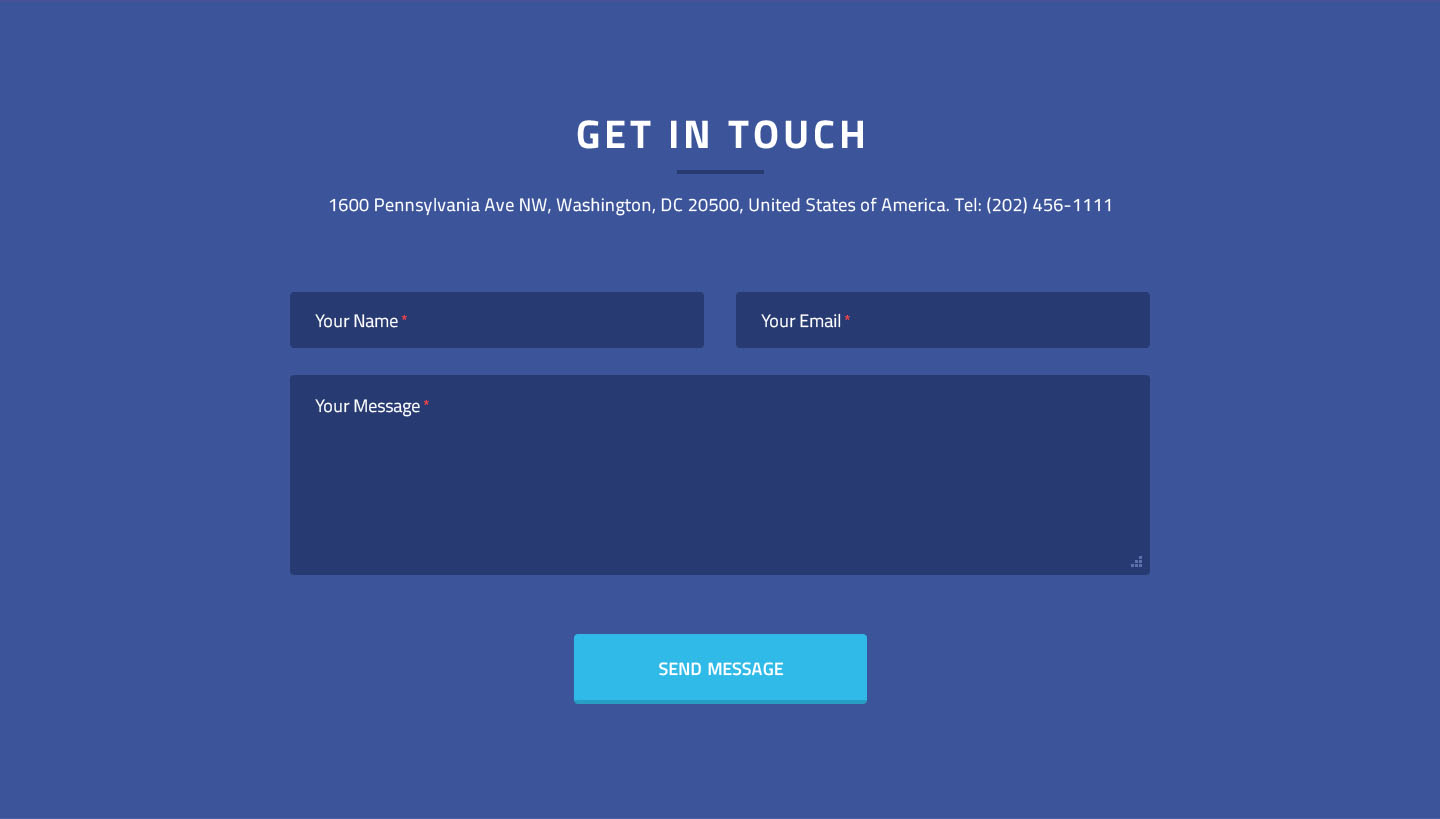 GET IN TOUCH
1600 Pennsylvania Ave NW, Washington, DC 20500, United States of America. Tel: (202) 456-1111
Your Name *
Your Email *
Your Message *
SEND MESSAGE